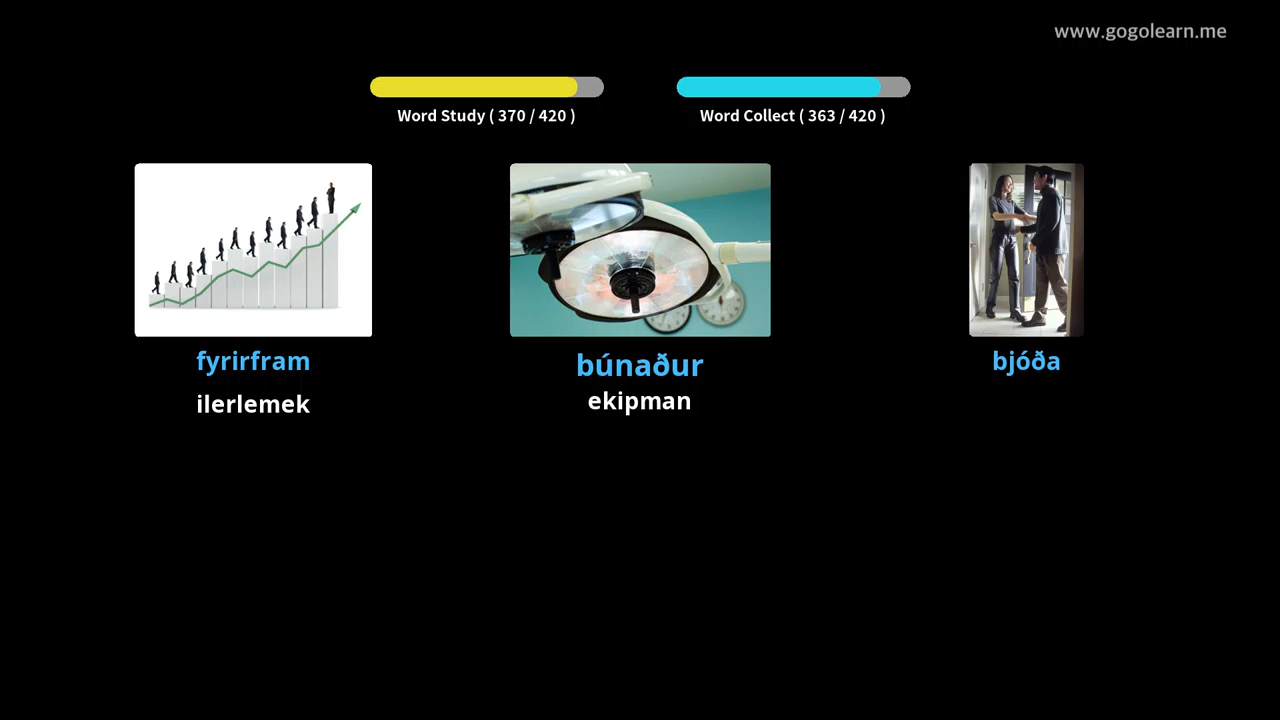 www.gogolearn.me
Word Study ( 370 / 420 )
Word Collect ( 363 / 420 )
fyrirfram
ilerlemek
búnaður
ekipman
bjóða